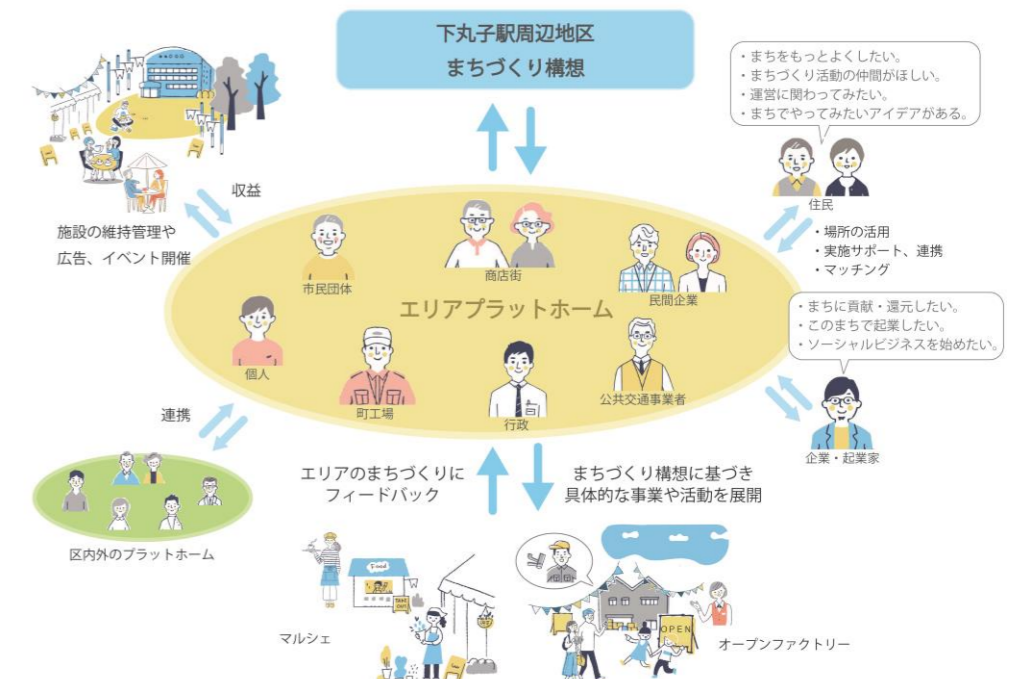 下丸子駅周辺地区
まちづくり構想
・まちをもっとよくしたい。
・まちづくり活動の仲間がほしい。
・運営に関わってみたい。
・まちでやってみたいアイデアがある。
住民
収益
施設の維持管理や
広告、イベント開催
・場所の活用
・実施サポート、連携
・マッチング
市民団体
商店街
民間企業
エリアプラットホーム
個人
町工場
行政
公共交通事業者
・まちに貢献・還元したい。
・このまちで起業したい。
・ソーシャルビジネスを始めたい。
企業・起業家
連携
区内外のプラットホーム
エリアのまちづくりに
フィードバック
まちづくり構想に基づき
具体的な事業や活動を展開
Food
TAKE
OUT
マルシェ
OPEN
オープンファクトリー